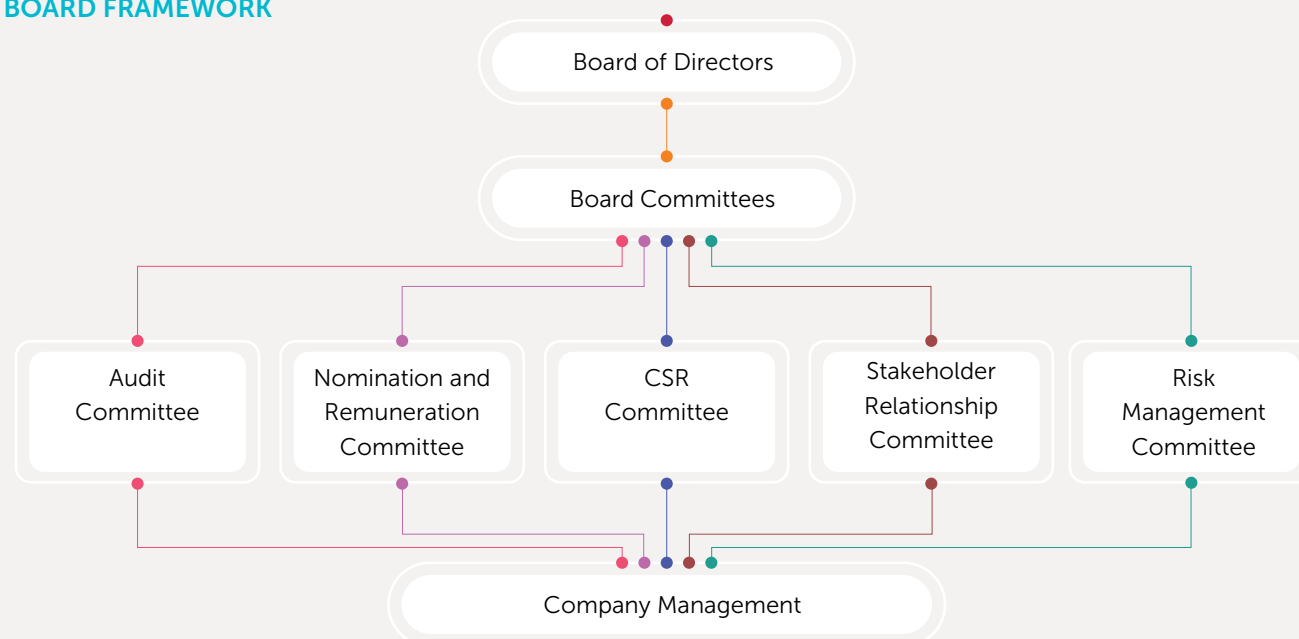 BOARD FRAMEWORK
Board of Directors
Board Committees
Audit
Committee
Nomination and
Remuneration
Committee
CSR
Committee
Stakeholder
Relationship
Committee
Risk
Management
Committee
Company Management